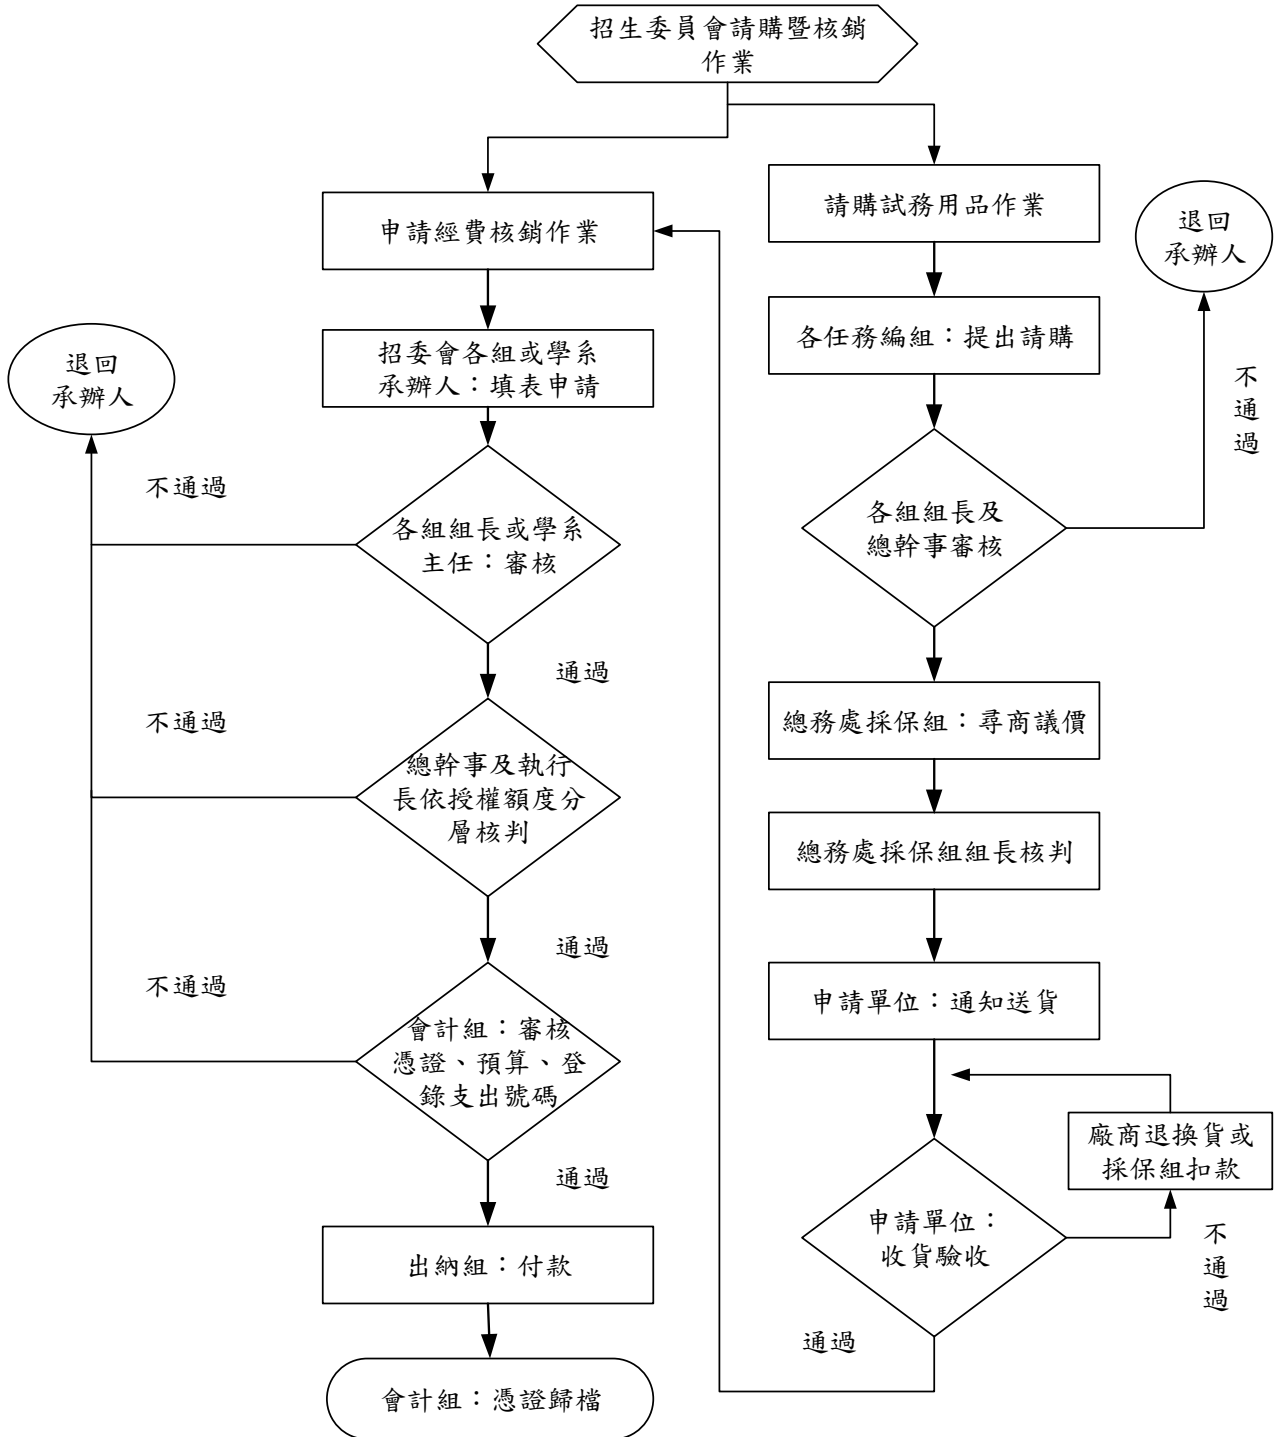 招生委員會請購暨核銷
作業
申請經費核銷作業
招委會各組或學系
承辦人：填表申請
退回
承辦人
不通過
各組組長或學系
主任：審核
通過
不通過
總幹事及執行
長依授權額度分
層核判
通過
不通過
會計組：審核
憑證、預算、登
錄支出號碼
通過
出納組：付款
會計組：憑證歸檔
請購試務用品作業
退回
承辦人
各任務編組：提出請購
不
通
過
各組組長及
總幹事審核
總務處採保組：尋商議價
總務處採保組組長核判
申請單位：通知送貨
廠商退換貨或
採保組扣款
申請單位：
收貨驗收
不
通
過
通過